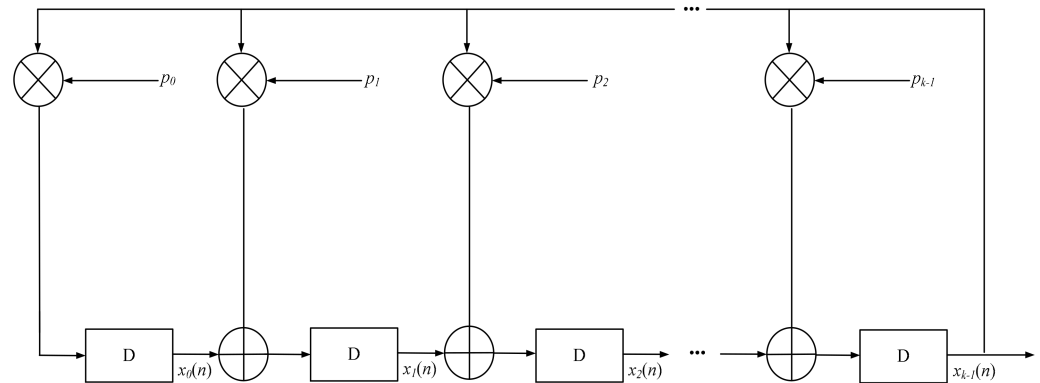 ...
p₀ p₁ p₂ pₖ₋₁
D D D ... D
x₀(n) x₁(n) x₂(n) xₖ₋₁(n)